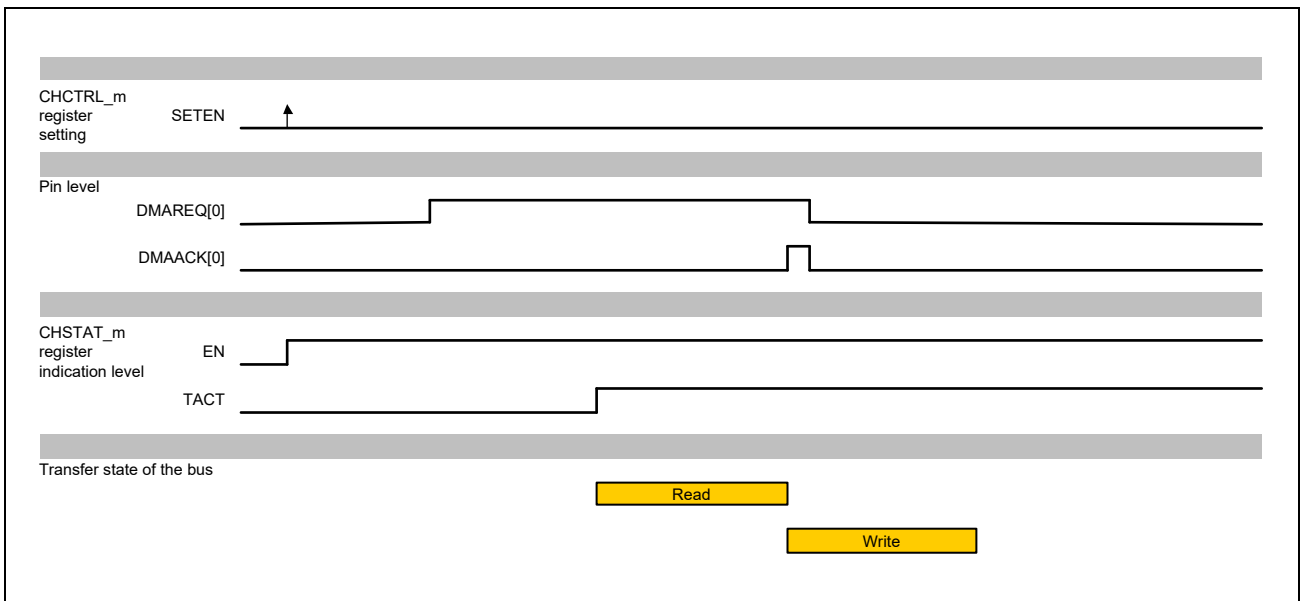 CHCTRL_m
register
setting
SETEN
Pin level
DMAREQ[0]
DMAACK[0]
CHSTAT_m
register
indication level
EN
TACT
Transfer state of the bus
Read
Write